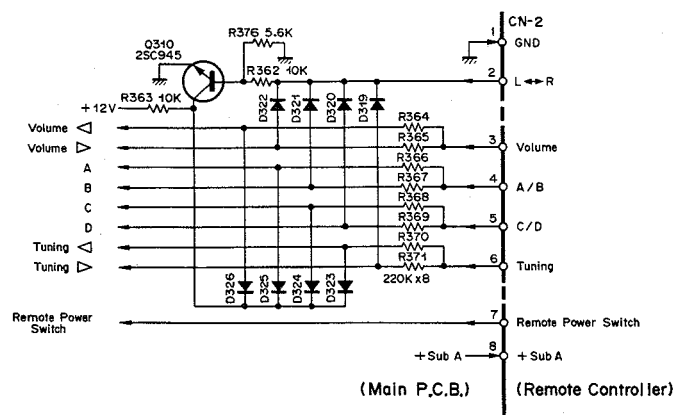 CN-2
R376 5.6K
1
GND
Q310
2SC945
R362 10K
2
L ◄► R
+12V
R363 10K
D322
D321
D320
D319
Volume ◁
R364
Volume ▷
R365
3
Volume
A
R366
B
R367
4
A/B
C
R368
D
R369
5
C/D
Tuning ◁
R370
Tuning ▷
R371
6
Tuning
220K x8
D326
D325
D324
D323
Remote Power
Switch
7
Remote Power Switch
+Sub A
8
+Sub A
(Main P.C.B.)
(Remote Controller)